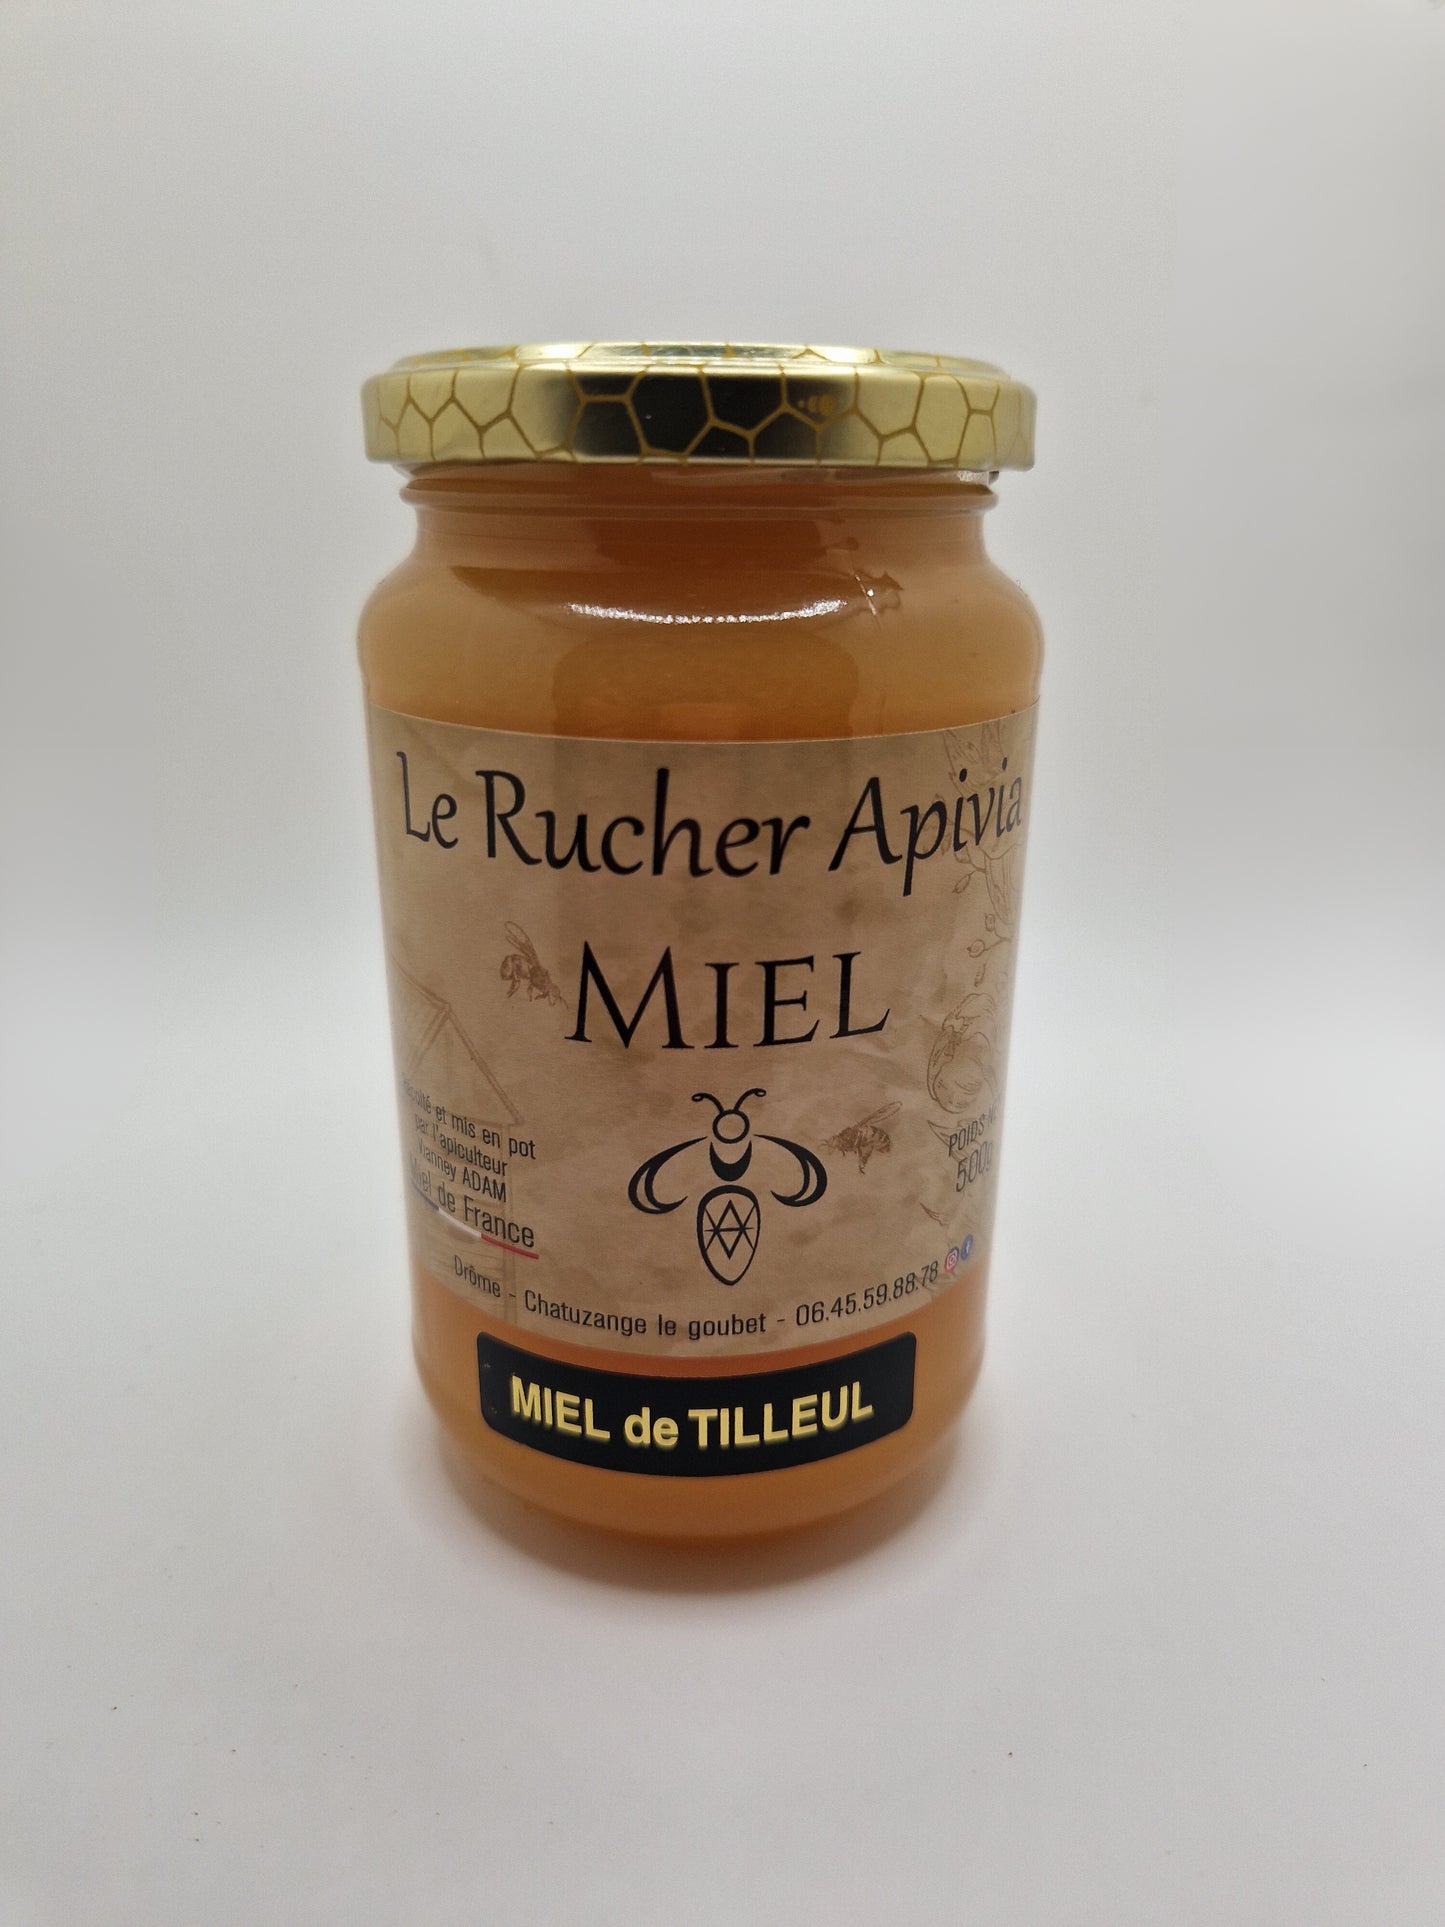 Le Rucher Apivia
MIEL
et mis en pot
par l'apiculteur
Vianney ADAM
Miel de France
POIDS
500g
Drôme - Chatuzange le goubet - 06.45.59.88.78
MIEL de TILLEUL